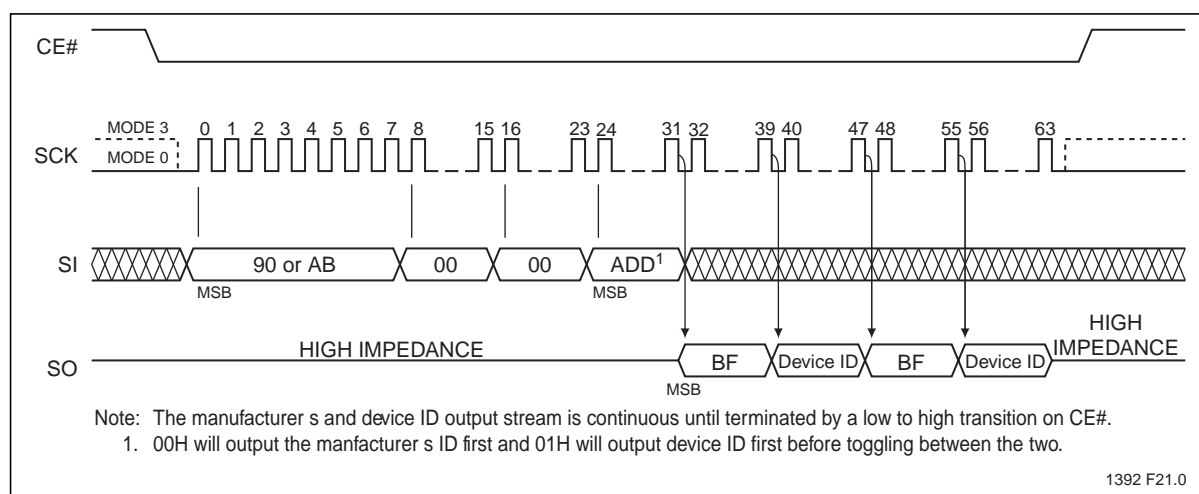 CE#
MODE 3
0 1 2 3 4 5 6 7 8 15 16 23 24 31 32 39 40 47 48 55 56 63
SCK
MODE 0
SI
90 or AB
00
00
ADD1
MSB
MSB
HIGH IMPEDANCE
HIGH
IMPEDANCE
SO
BF
Device ID
BF
Device ID
MSB
Note: The manufacturer s and device ID output stream is continuous until terminated by a low to high transition on CE#.
1. 00H will output the manfacturer s ID first and 01H will output device ID first before toggling between the two.
1392 F21.0